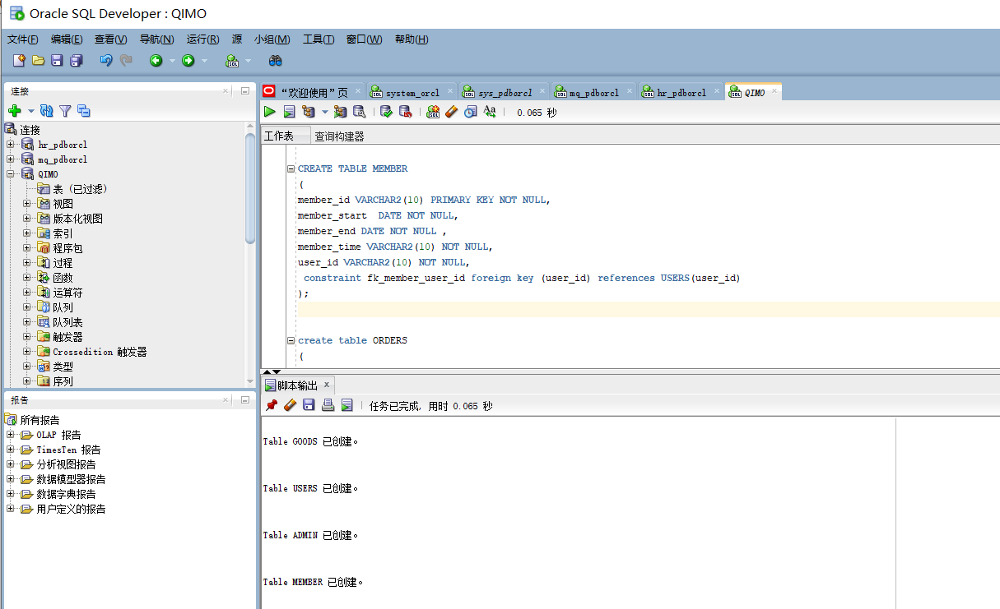 Oracle SQL Developer : QIMO
文件(F) 编辑(E) 查看(V) 导航(N) 运行(R) 源 小组(M) 工具(T) 窗口(W) 帮助(H)
连接
连接
hr_pdborcl
mq_pdborcl
QIMO
表 (已过滤)
视图
版本化视图
索引
程序包
过程
函数
运算符
队列
队列表
触发器
Crossedition 触发器
类型
序列
报告
所有报告
OLAP 报告
TimesTen 报告
分析视图报告
数据模型器报告
数据字典报告
用户定义的报告
“欢迎使用”页 system_orcl sys_pdborcl mq_pdborcl hr_pdborcl QIMO
0.065 秒
工作表 查询构建器
CREATE TABLE MEMBER
(
member_id VARCHAR2(10) PRIMARY KEY NOT NULL,
member_start  DATE NOT NULL,
member_end DATE NOT NULL ,
member_time VARCHAR2(10) NOT NULL,
user_id VARCHAR2(10) NOT NULL,
constraint fk_member_user_id foreign key (user_id) references USERS(user_id)
);
create table ORDERS
(
脚本输出
任务已完成, 用时 0.065 秒
Table GOODS 已创建。
Table USERS 已创建。
Table ADMIN 已创建。
Table MEMBER 已创建。